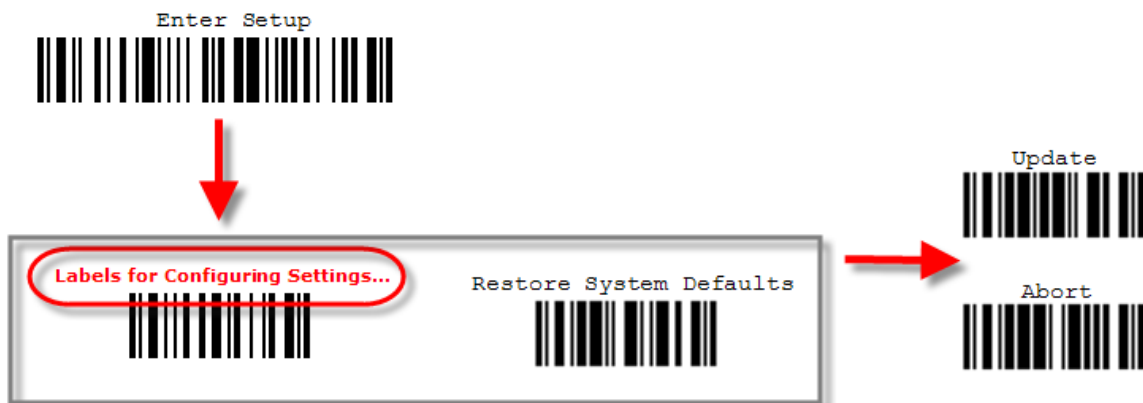 Enter Setup
Labels for Configuring Settings...
Restore System Defaults
Update
Abort